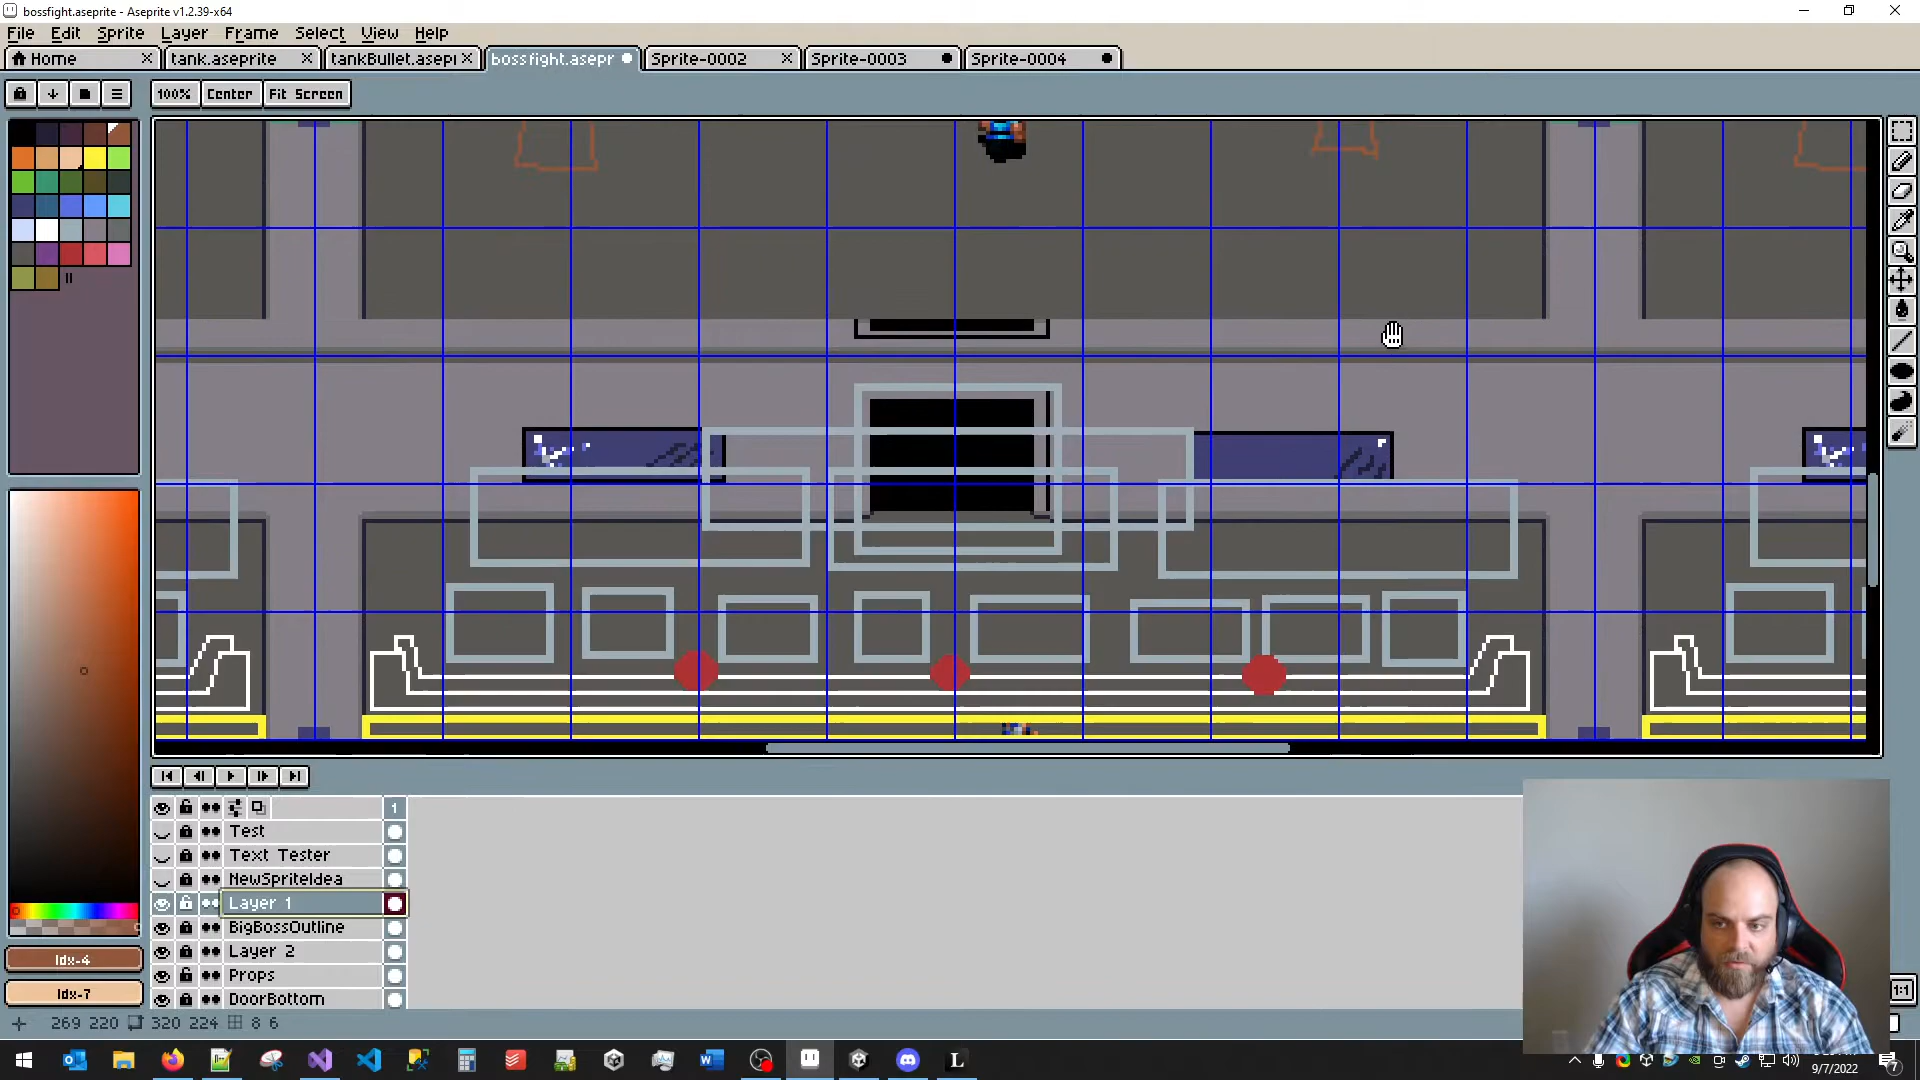 bossfight.aseprite - Aseprite v1.2.39-x64
File Edit Sprite Layer Frame Select View Help
Home tank.aseprite tankBullet.asepi bossfight.asepr Sprite-0002 Sprite-0003 Sprite-0004
100% Center Fit Screen
1
Test
Text Tester
NewSpriteIdea
Layer 1
BigBossOutline
Layer 2
Idx-4
Props
Idx-7
DoorBottom
1:1
269 220 320 224 8 6
L
9/7/2022
7